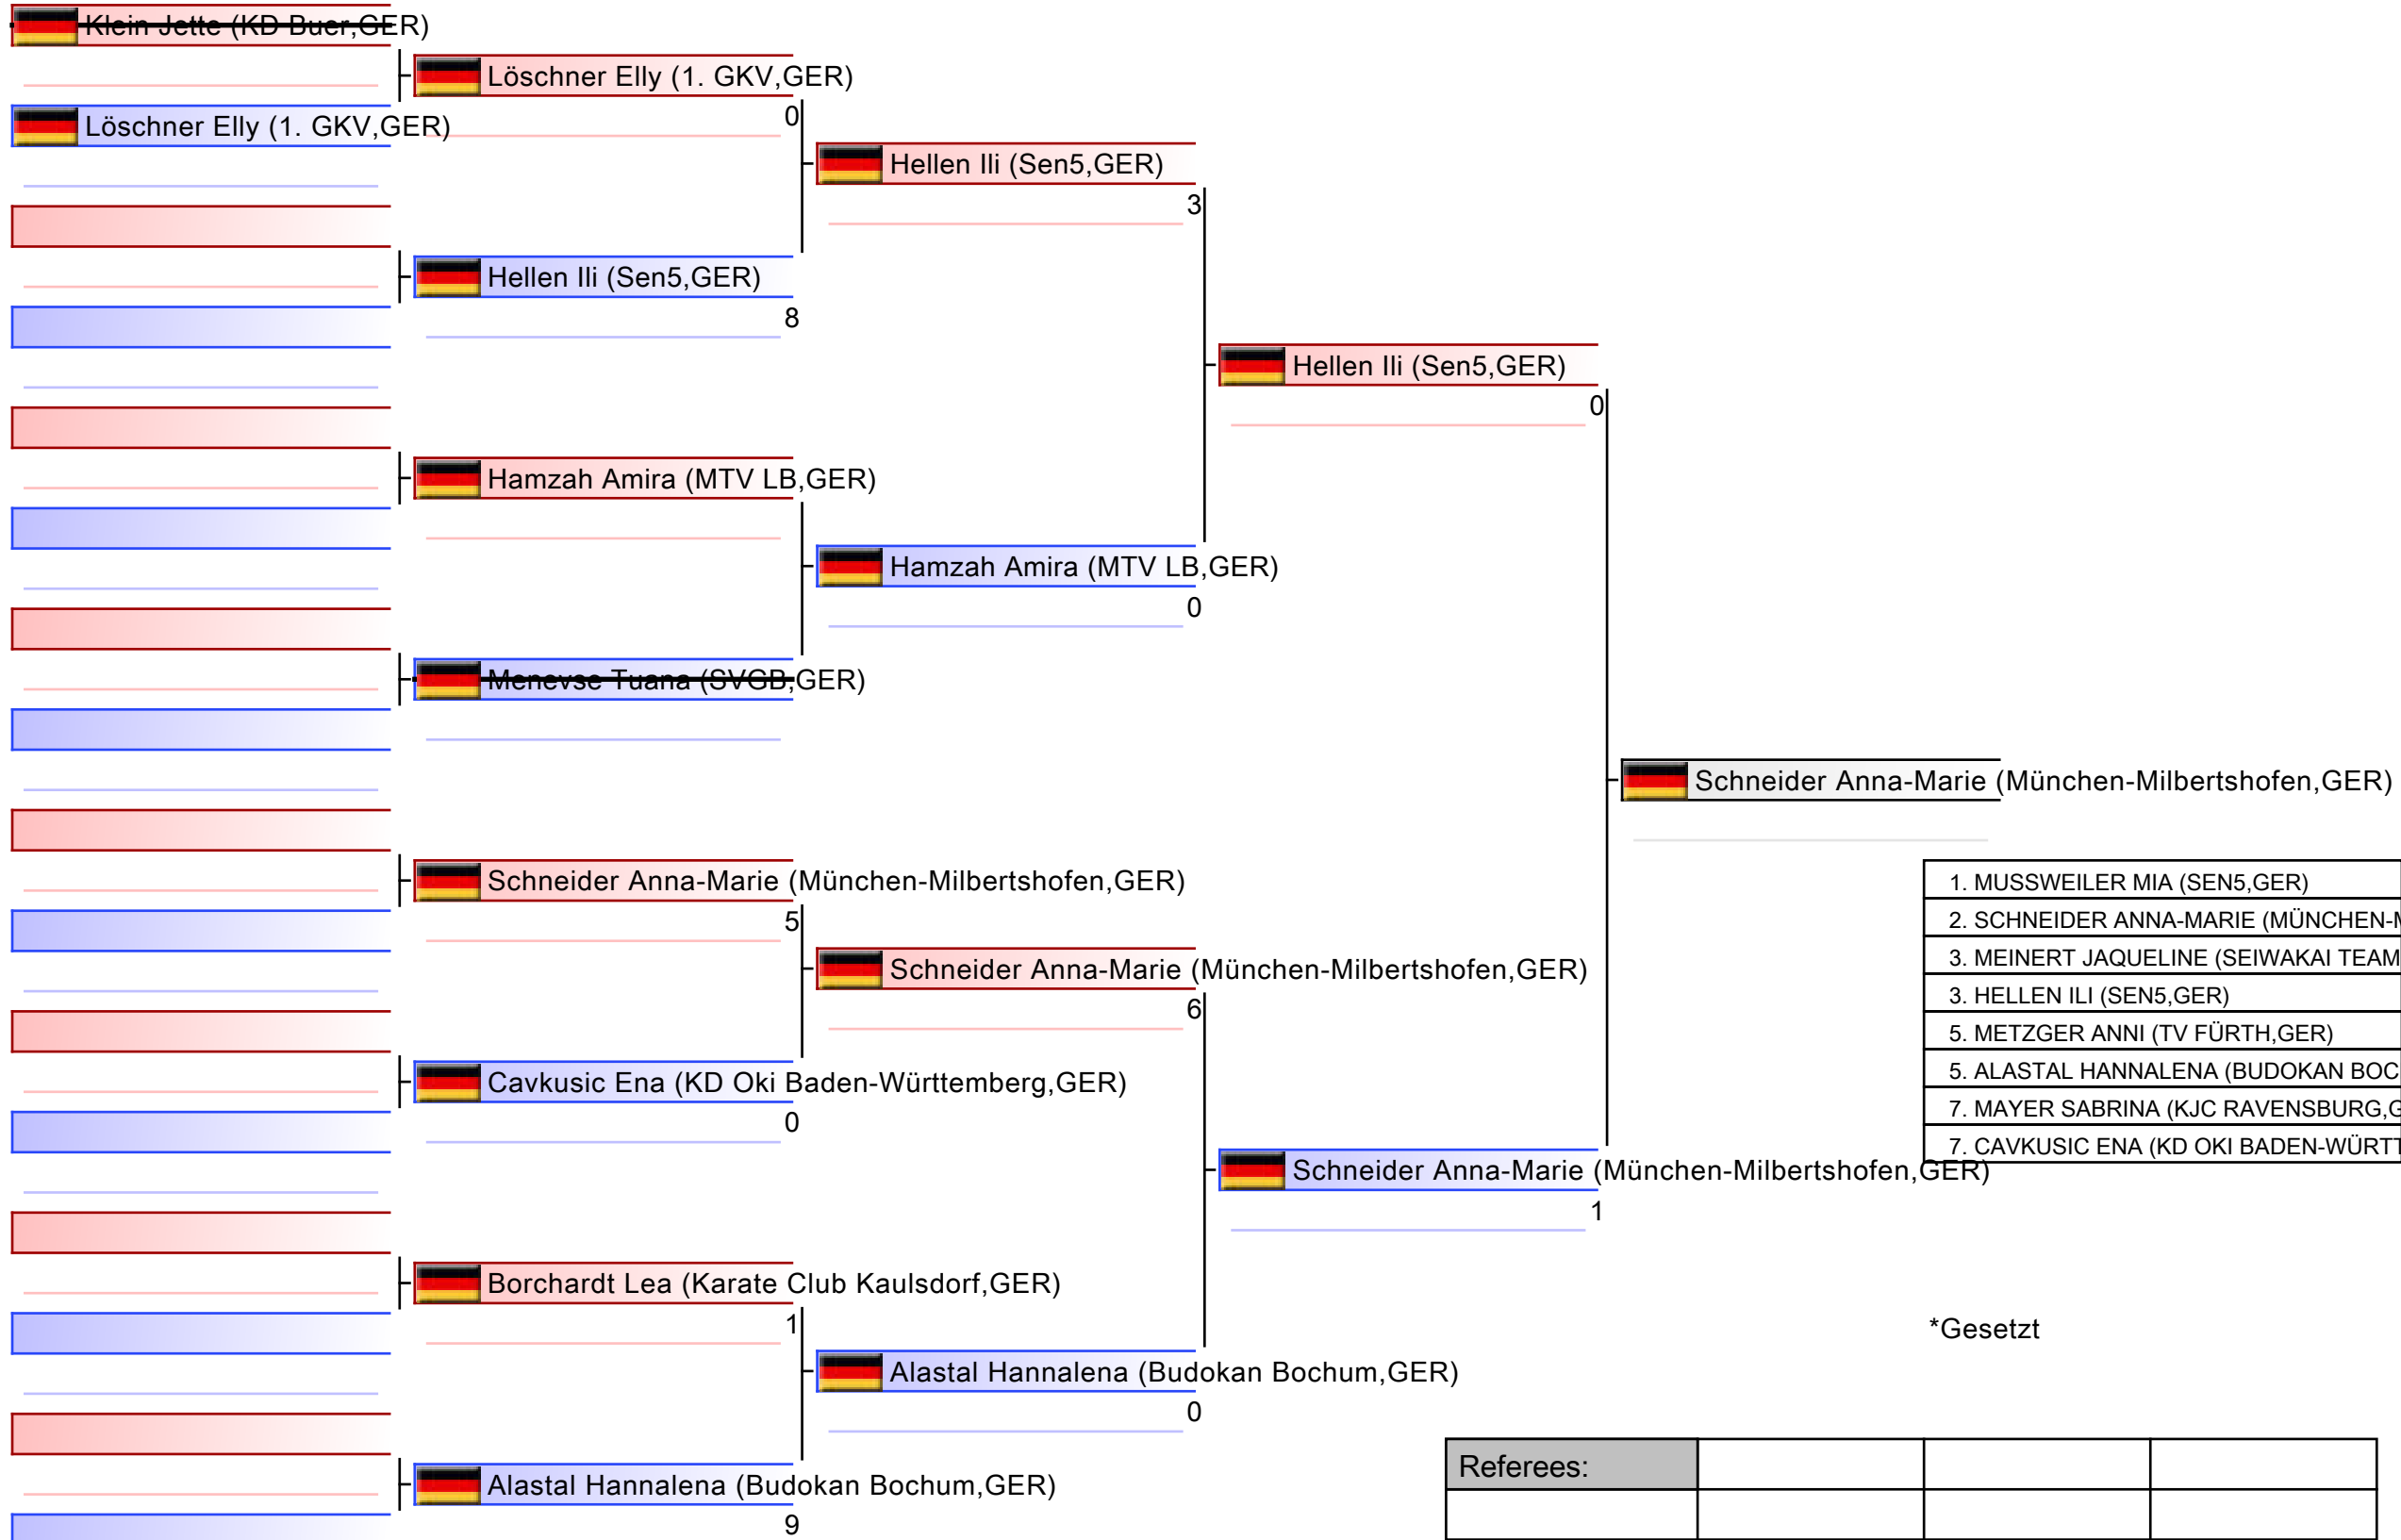 Klein Jette (KD Buer,GER)
Löschner Elly (1. GKV,GER)
0
Löschner Elly (1. GKV,GER)
Hellen Ili (Sen5,GER)
3
Hellen Ili (Sen5,GER)
8
Hellen Ili (Sen5,GER)
0
Hamzah Amira (MTV LB,GER)
Hamzah Amira (MTV LB,GER)
0
Menevse Tuana (SVGB,GER)
Schneider Anna-Marie (München-Milbertshofen,GER)
Schneider Anna-Marie (München-Milbertshofen,GER)
5
Schneider Anna-Marie (München-Milbertshofen,GER)
6
Cavkusic Ena (KD Oki Baden-Württemberg,GER)
0
Schneider Anna-Marie (München-Milbertshofen,GER)
1
1. MUSSWEILER MIA (SEN5,GER)
2. SCHNEIDER ANNA-MARIE (MÜNCHEN-M
3. MEINERT JAQUELINE (SEIWAKAI TEAM
3. HELLEN ILI (SEN5,GER)
5. METZGER ANNI (TV FÜRTH,GER)
5. ALASTAL HANNALENA (BUDOKAN BOC
7. MAYER SABRINA (KJC RAVENSBURG,G
7. CAVKUSIC ENA (KD OKI BADEN-WÜRTT
Borchardt Lea (Karate Club Kaulsdorf,GER)
1
*Gesetzt
Alastal Hannalena (Budokan Bochum,GER)
0
Alastal Hannalena (Budokan Bochum,GER)
9
Referees: